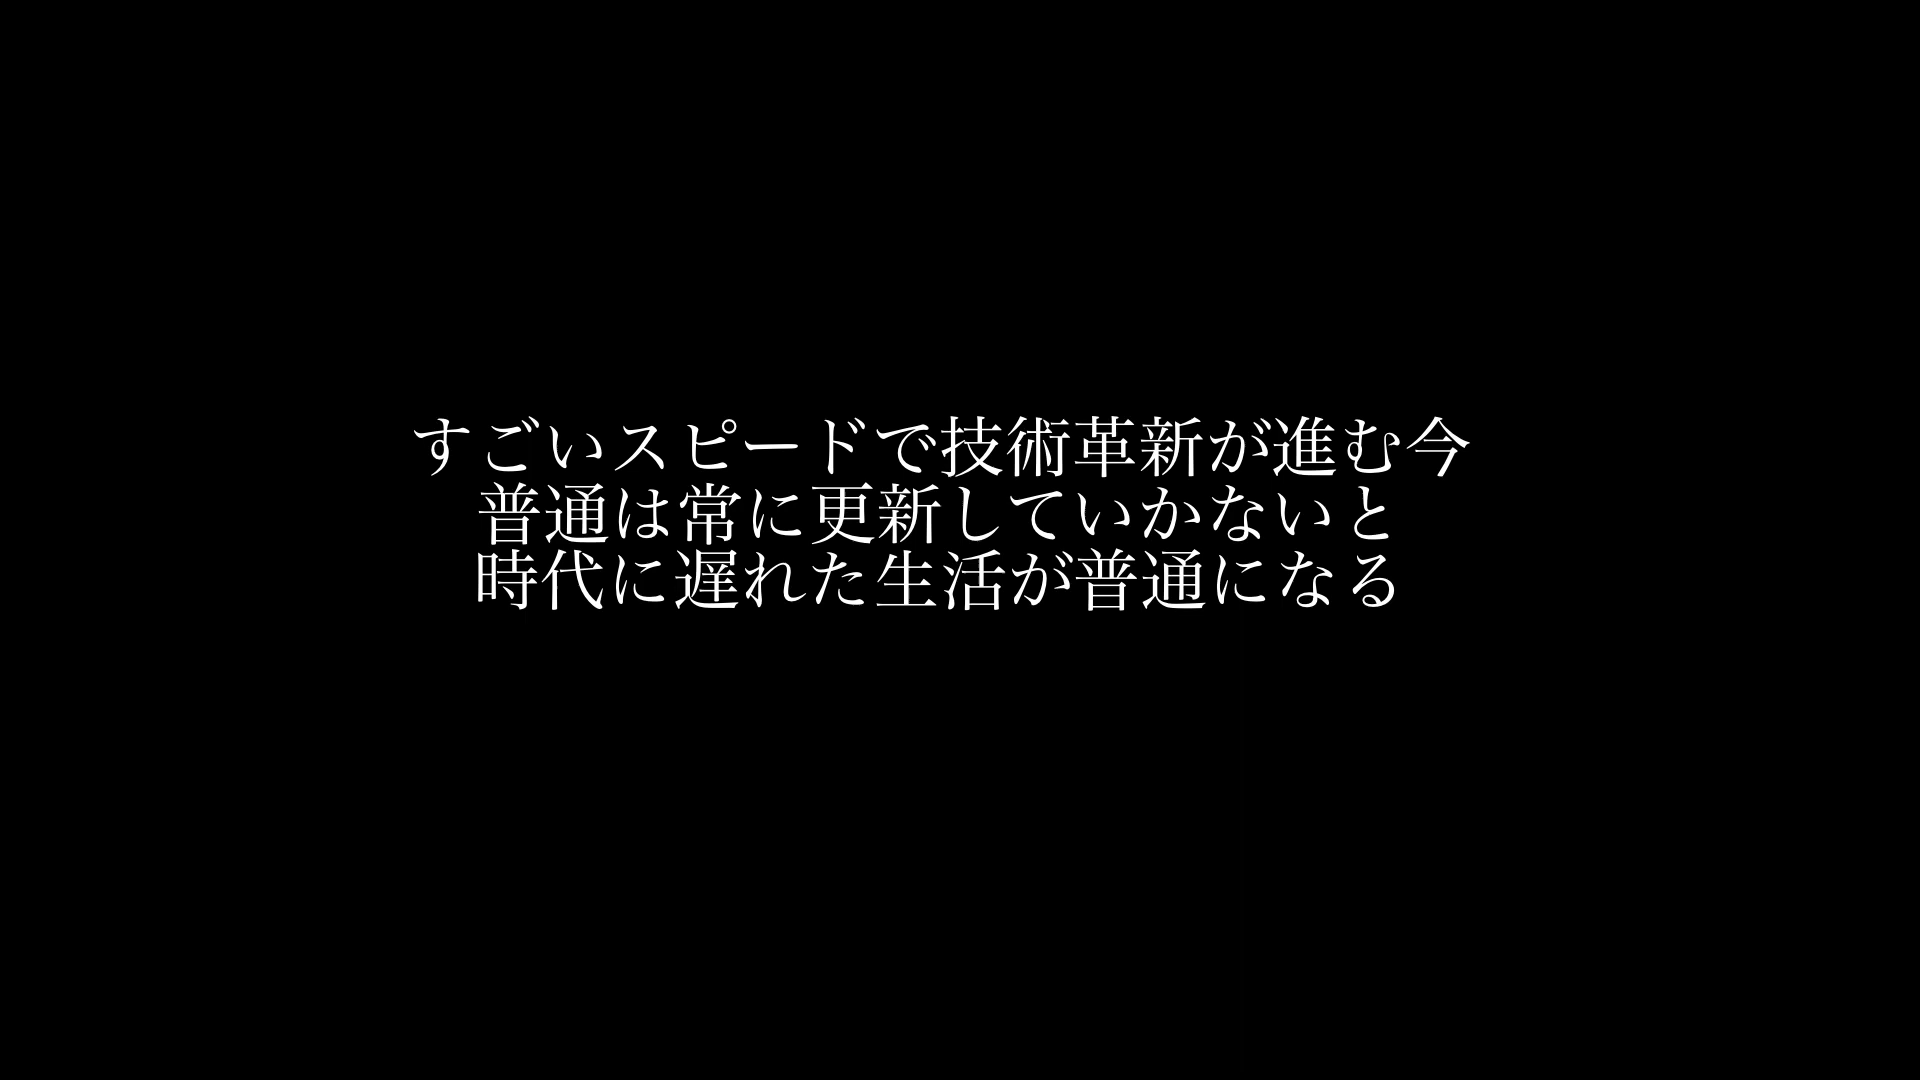 すごいスピードで技術革新が進む今
普通は常に更新していかないと
時代に遅れた生活が普通になる